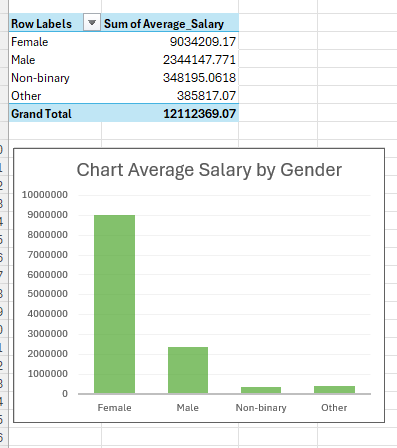 Row Labels Sum of Average_Salary
Female 9034209.17
Male 2344147.771
Non-binary 348195.0618
Other 385817.07
Grand Total 12112369.07
Chart Average Salary by Gender
10000000
9000000
8000000
7000000
6000000
5000000
4000000
3000000
2000000
1000000
0
Female Male Non-binary Other